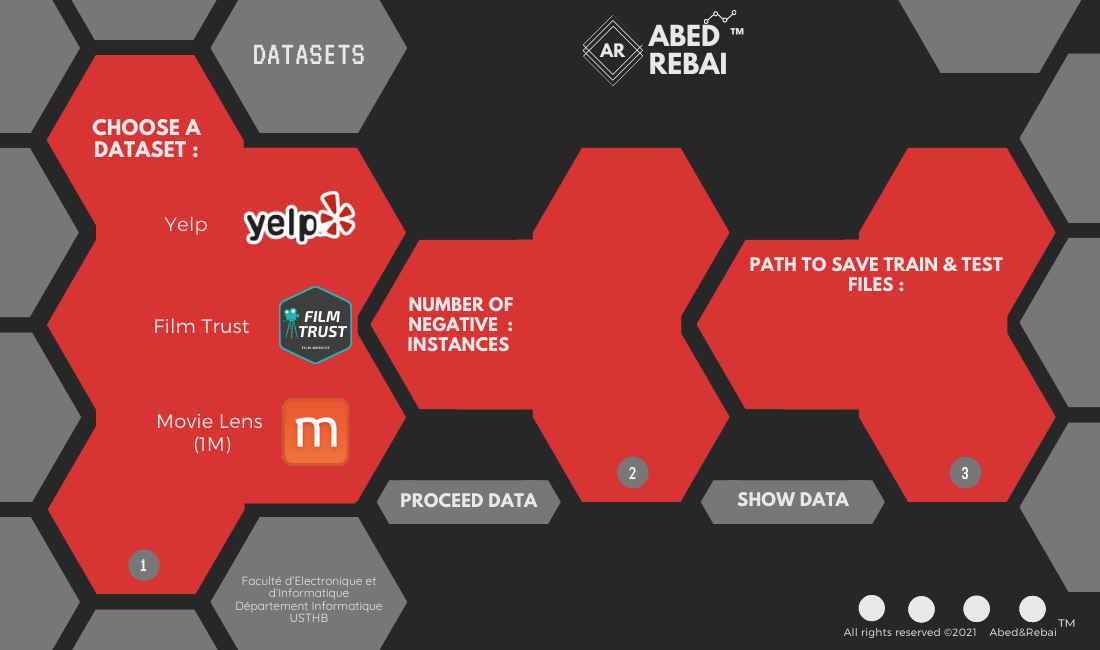 DATASETS
AR
ABED ™
REBAI
CHOOSE A
DATASET :
Yelp
yelp
Film Trust
FILM
TRUST
FILM WEBSITE
Movie Lens
(1M)
m
1
NUMBER OF
NEGATIVE :
INSTANCES
2
PATH TO SAVE TRAIN & TEST
FILES :
3
PROCEED DATA
SHOW DATA
Faculté d'Electronique et
d'Informatique
Département Informatique
USTHB
All rights reserved ©2021 Abed&Rebai TM